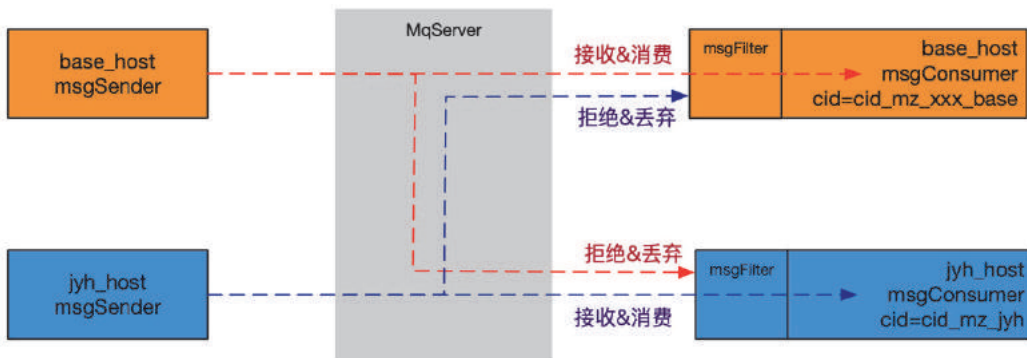 MqServer
base_host
msgSender
接收&消费
msgFilter
base_host
msgConsumer
cid=cid_mz_xxx_base
拒绝&丢弃
拒绝&丢弃
jyh_host
msgSender
msgFilter
jyh_host
msgConsumer
cid=cid_mz_jyh
接收&消费